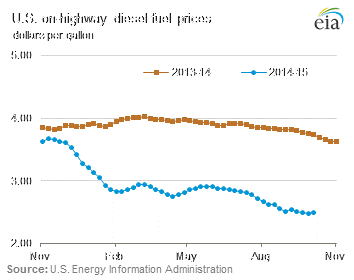 U.S. on-highway diesel fuel prices
dollars per gallon
eia
5.00
2013-14
2014-15
4.00
3.00
2.00
Nov
Feb
May
Aug
Nov
Source: U.S. Energy Information Administration